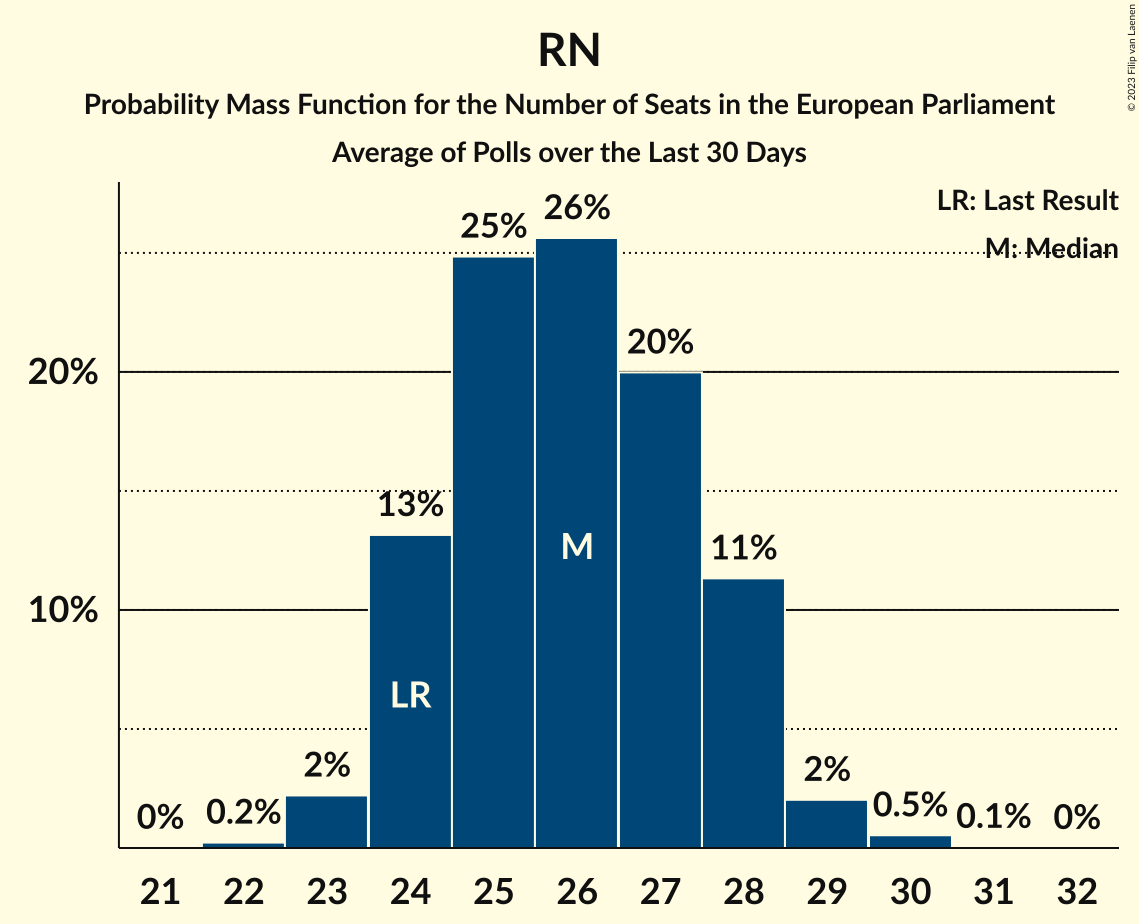 RN
Probability Mass Function for the Number of Seats in the European Parliament
Average of Polls over the Last 30 Days
© 2023 Filip van Laenen
LR: Last Result
M: Median
20%
10%
0%
0.2%
2%
13%
25%
26%
20%
11%
2%
0.5%
0.1%
0%
LR
M
21 22 23 24 25 26 27 28 29 30 31 32